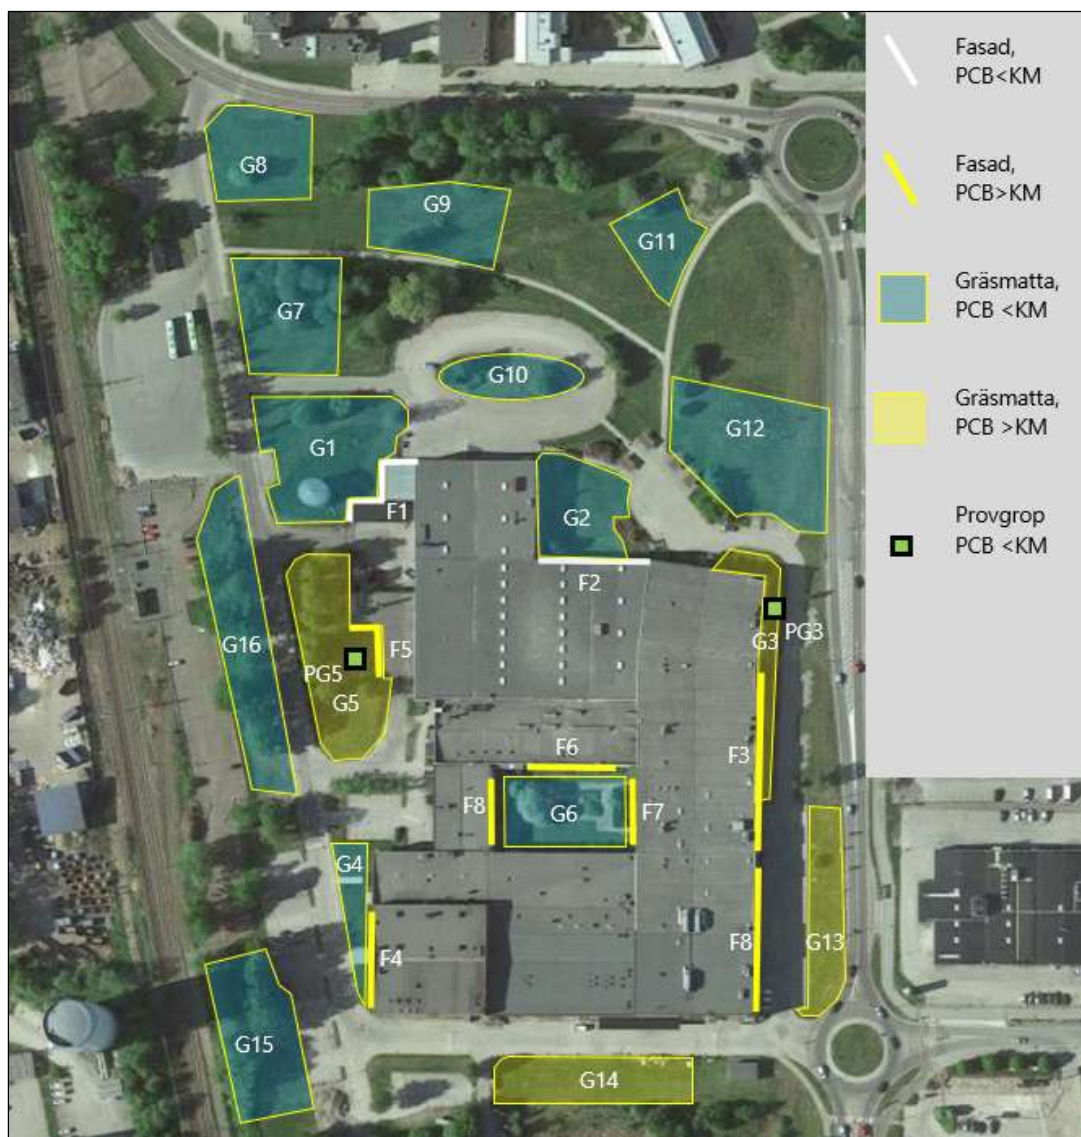 Fasad,
PCB<KM
Fasad,
PCB>KM
Gräsmatta,
PCB <KM
Gräsmatta,
PCB >KM
Provgrop
PCB <KM
G8
G9
G11
G7
G10
G1
G12
F1
G2
F2
G16
F5
G3
PG3
PG5
G5
F6
F3
F8
G6
F7
G4
F4
F8
G13
G15
G14